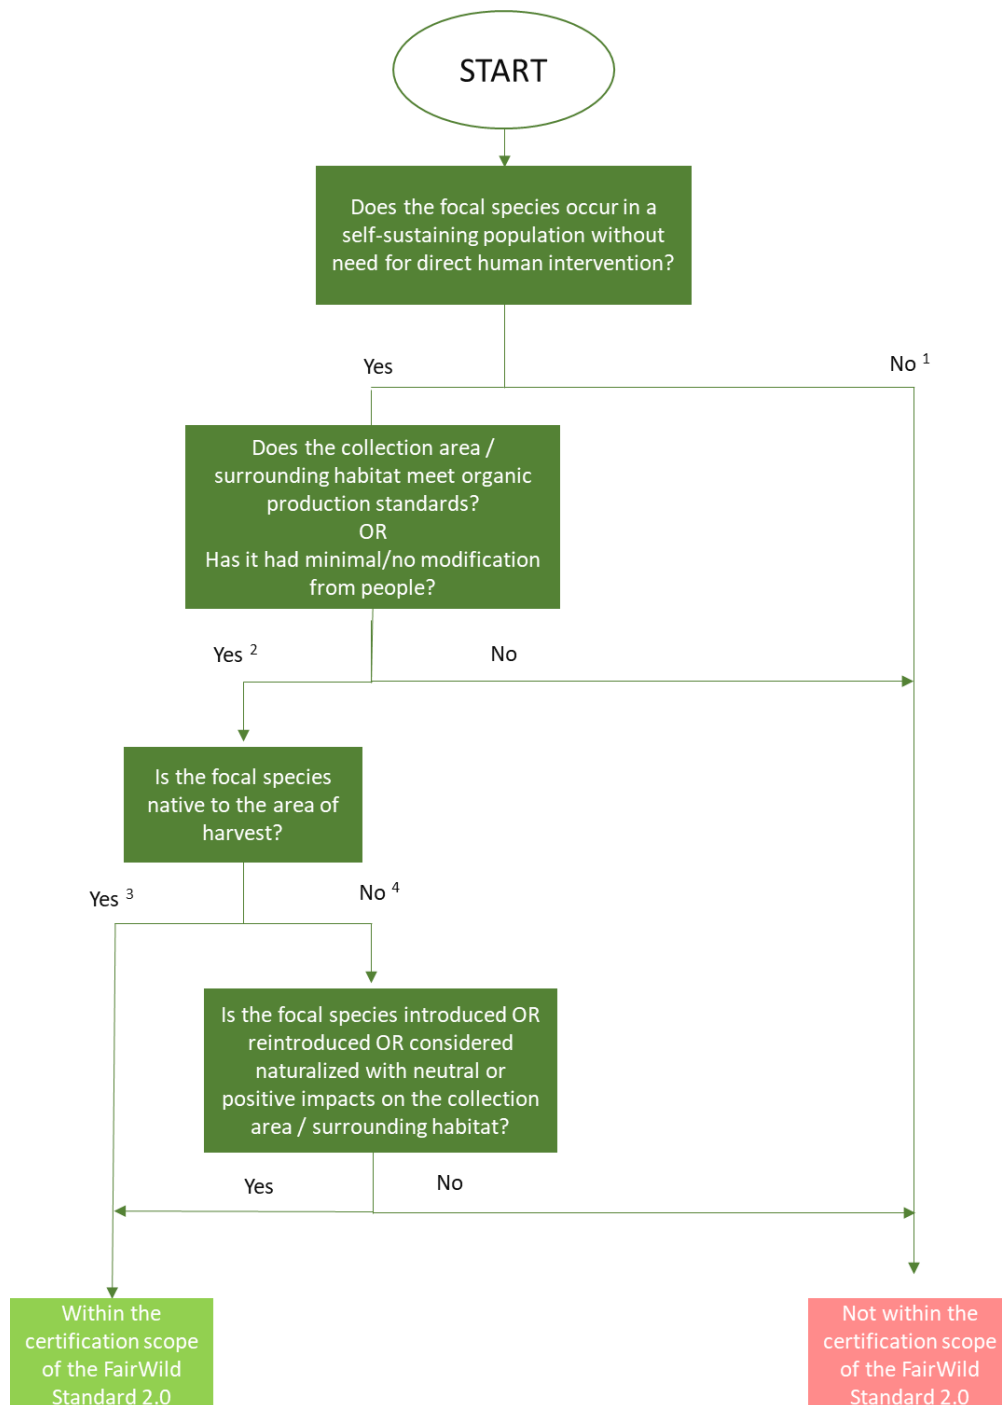 START
Does the focal species occur in a
self-sustaining population without
need for direct human intervention?
Yes
No ¹
Does the collection area /
surrounding habitat meet organic
production standards?
OR
Has it had minimal/no modification
from people?
Yes ²
No
Is the focal species
native to the area of
harvest?
Yes ³
No ⁴
Is the focal species introduced OR
reintroduced OR considered
naturalized with neutral or
positive impacts on the collection
area / surrounding habitat?
Yes
No
Within the
certification scope
of the FairWild
Standard 2.0
Not within the
certification scope
of the FairWild
Standard 2.0